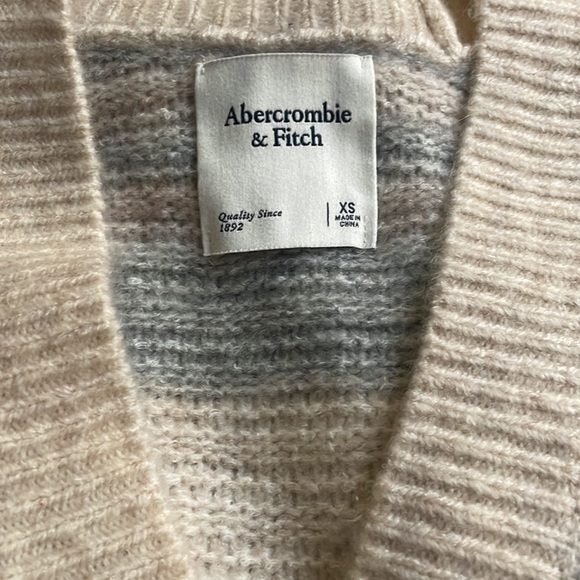 Abercrombie
& Fitch
Quality Since
1892
XS
MADE IN
CHINA